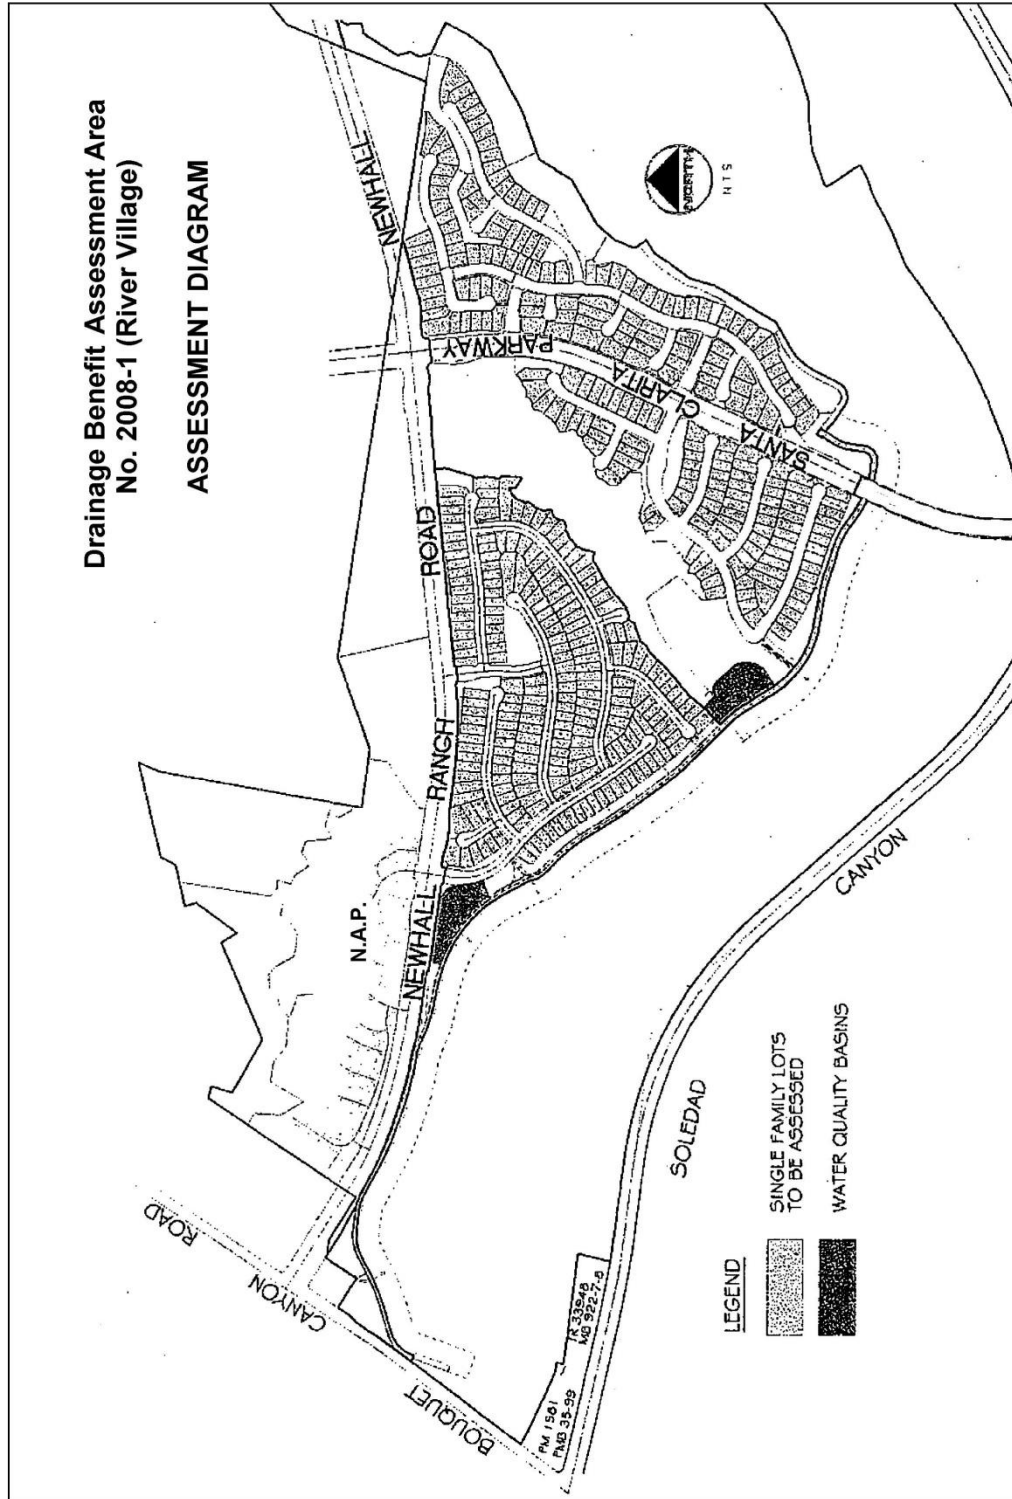 Drainage Benefit Assessment Area
No. 2008-1 (River Village)
ASSESSMENT DIAGRAM
NEWHALL
ROAD
RANCH
NEWHALL
N.A.P.
PARKWAY
CLARITA
SANTA
NORTH
NTS
BOUQUET
CANYON
ROAD
SOLEDAD
CANYON
PM 1581
PMB 35-99
TR 33948
MB 922-7-8
LEGEND
SINGLE FAMILY LOTS
TO BE ASSESSED
WATER QUALITY BASINS